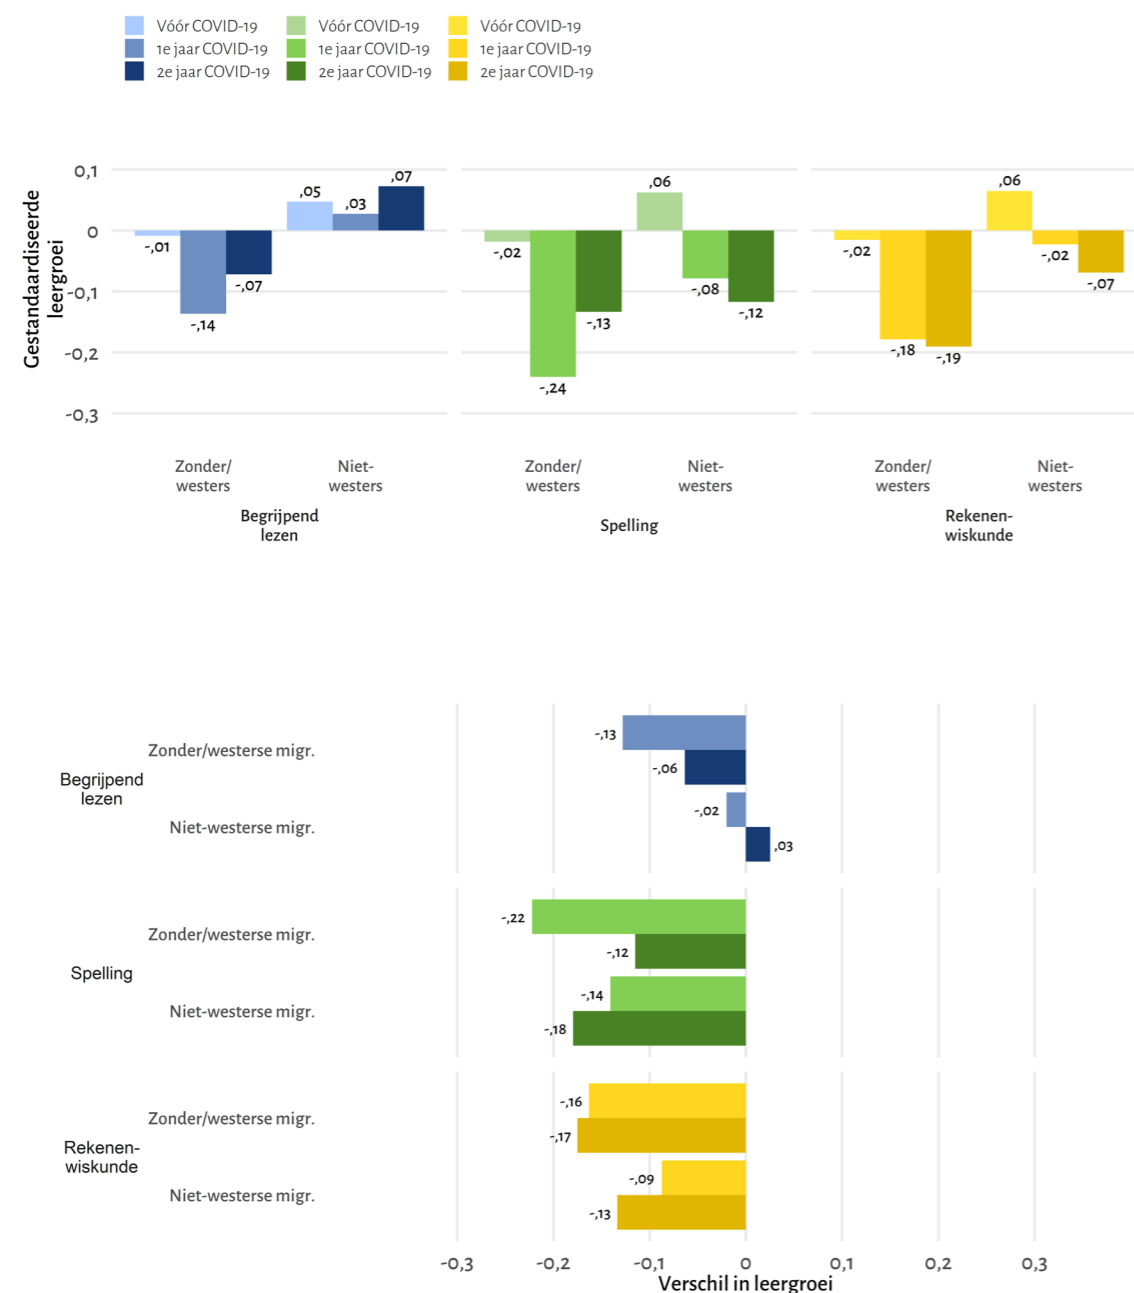 Vóór COVID-19 Vóór COVID-19 Vóór COVID-19
1e jaar COVID-19 1e jaar COVID-19 1e jaar COVID-19
2e jaar COVID-19 2e jaar COVID-19 2e jaar COVID-19
Gestandaardiseerde
leergroei
0,1
0
-0,1
-0,2
-0,3
-,01
-,14
-,07
,05
,03
,07
-,02
-,24
-,13
,06
-,08
-,12
-,02
-,18
-,19
,06
-,02
-,07
Zonder/
westers
Niet-
westers
Zonder/
westers
Niet-
westers
Zonder/
westers
Niet-
westers
Begrijpend
lezen
Spelling
Rekenen-
wiskunde
Begrijpend
lezen
Zonder/westerse migr.
-,13
-,06
Niet-westerse migr.
-,02
,03
Spelling
Zonder/westerse migr.
-,22
-,12
Niet-westerse migr.
-,14
-,18
Rekenen-
wiskunde
Zonder/westerse migr.
-,16
-,17
Niet-westerse migr.
-,09
-,13
-0,3 -0,2 -0,1 0 0,1 0,2 0,3
Verschil in leergroei